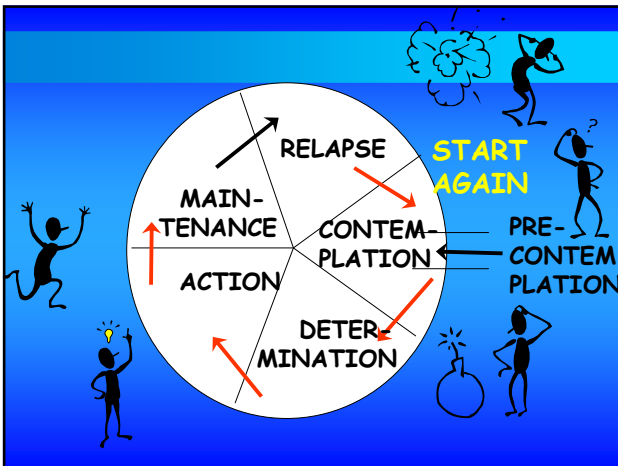 RELAPSE
START
AGAIN
MAIN-
TENANCE
CONTEM-
PLATION
PRE-
CONTEM
PLATION
ACTION
DETER-
MINATION
?